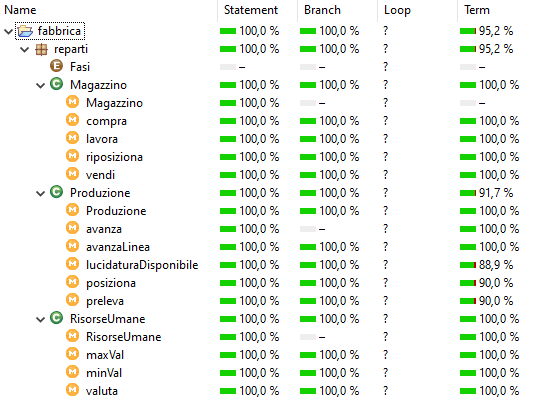 Name Statement Branch Loop Term
fabbrica 100,0 % 100,0 % ? 95,2 %
reparti 100,0 % 100,0 % ? 95,2 %
E Fasi – – ? –
C Magazzino 100,0 % 100,0 % ? 100,0 %
M Magazzino 100,0 % 100,0 % ? –
M compra 100,0 % 100,0 % ? 100,0 %
M lavora 100,0 % 100,0 % ? 100,0 %
M riposiziona 100,0 % 100,0 % ? 100,0 %
M vendi 100,0 % 100,0 % ? 100,0 %
C Produzione 100,0 % 100,0 % ? 91,7 %
M Produzione 100,0 % 100,0 % ? 100,0 %
M avanza 100,0 % – ? 100,0 %
M avanzaLinea 100,0 % 100,0 % ? 100,0 %
M lucidaturaDisponibile 100,0 % 100,0 % ? 88,9 %
M posiziona 100,0 % 100,0 % ? 90,0 %
M preleva 100,0 % 100,0 % ? 90,0 %
C RisorseUmane 100,0 % 100,0 % ? 100,0 %
M RisorseUmane 100,0 % – ? 100,0 %
M maxVal 100,0 % 100,0 % ? 100,0 %
M minVal 100,0 % 100,0 % ? 100,0 %
M valuta 100,0 % 100,0 % ? 100,0 %